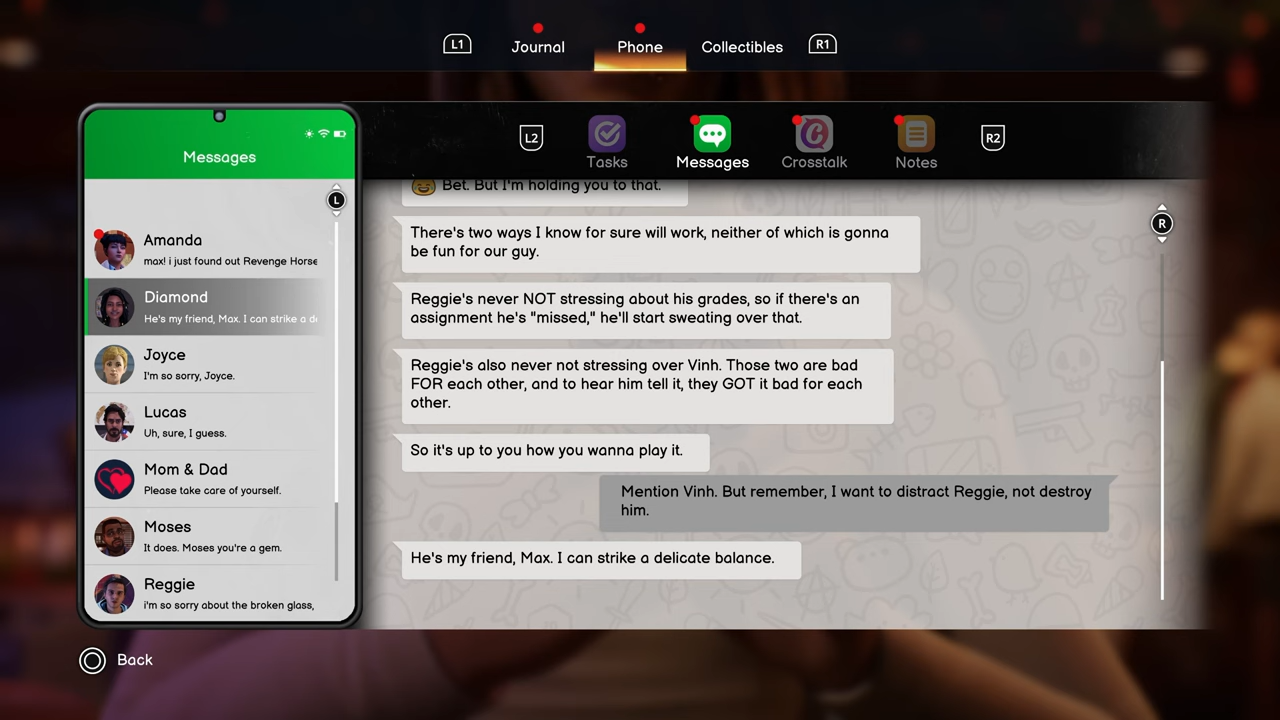 L1
Journal
Phone
Collectibles
R1
Messages
L
Amanda
max! i just found out Revenge Horse
Diamond
He's my friend, Max. I can strike a de
Joyce
I'm so sorry, Joyce.
Lucas
Uh, sure, I guess.
Mom & Dad
Please take care of yourself.
Moses
It does. Moses you're a gem.
Reggie
i'm so sorry about the broken glass,
L2
Tasks
Messages
Crosstalk
Notes
R2
Bet. But I'm holding you to that.
There's two ways I know for sure will work, neither of which is gonna
be fun for our guy.
Reggie's never NOT stressing about his grades, so if there's an
assignment he's "missed," he'll start sweating over that.
Reggie's also never not stressing over Vinh. Those two are bad
FOR each other, and to hear him tell it, they GOT it bad for each
other.
So it's up to you how you wanna play it.
Mention Vinh. But remember, I want to distract Reggie, not destroy
him.
He's my friend, Max. I can strike a delicate balance.
R
Back